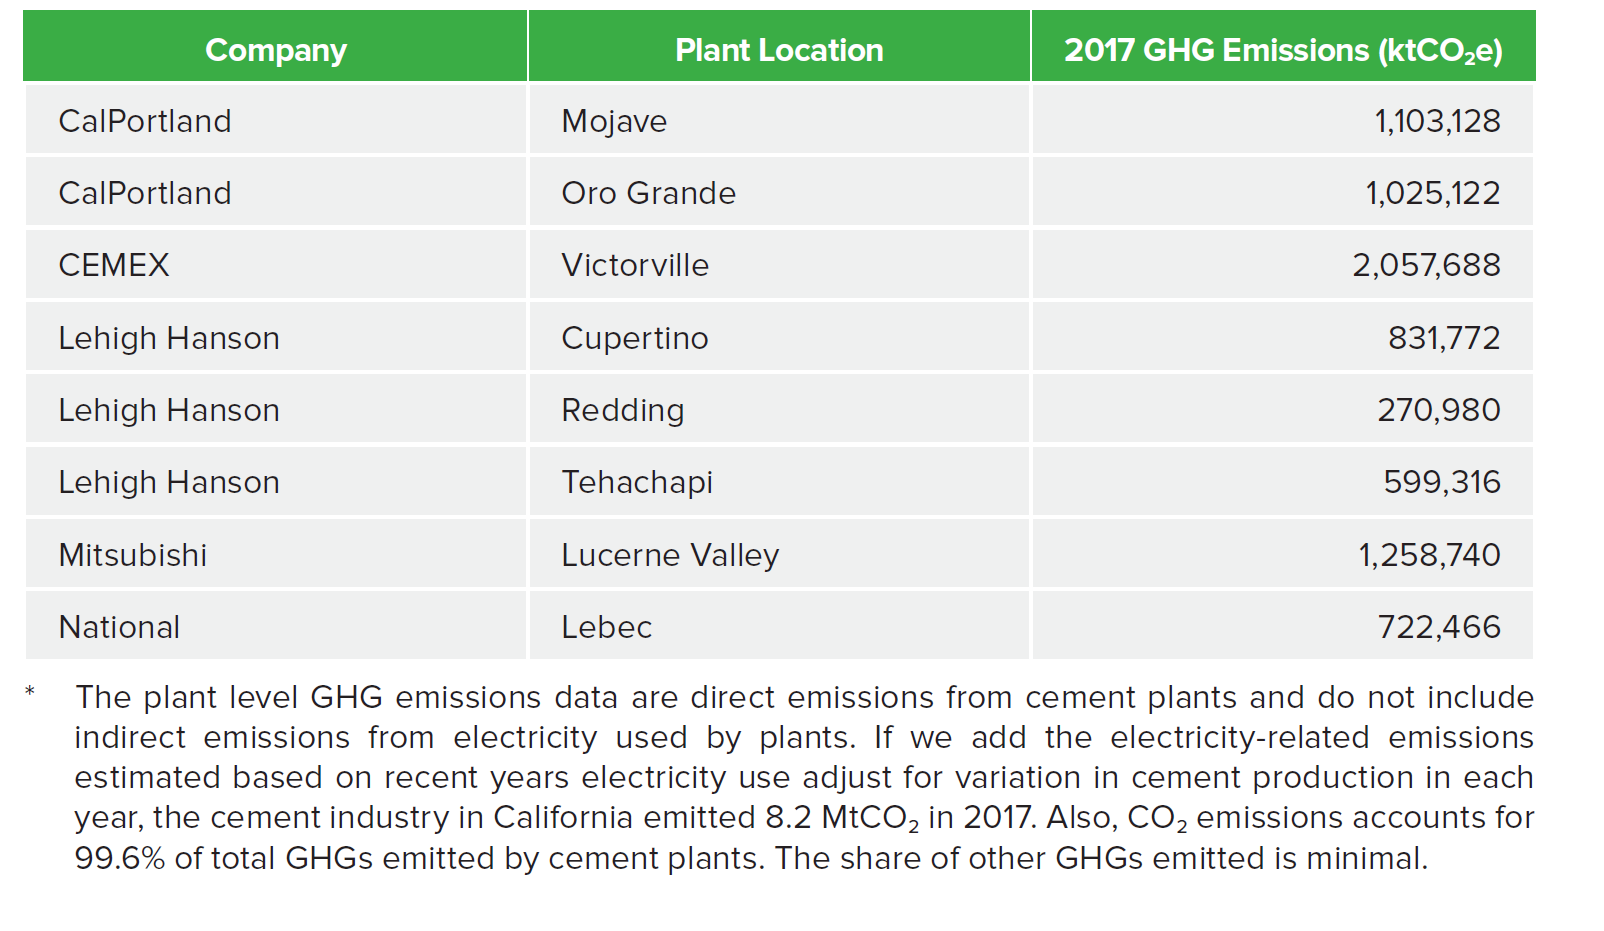 Company Plant Location 2017 GHG Emissions (ktCO₂e)
CalPortland Mojave 1,103,128
CalPortland Oro Grande 1,025,122
CEMEX Victorville 2,057,688
Lehigh Hanson Cupertino 831,772
Lehigh Hanson Redding 270,980
Lehigh Hanson Tehachapi 599,316
Mitsubishi Lucerne Valley 1,258,740
National Lebec 722,466
* The plant level GHG emissions data are direct emissions from cement plants and do not include
indirect emissions from electricity used by plants. If we add the electricity-related emissions
estimated based on recent years electricity use adjust for variation in cement production in each
year, the cement industry in California emitted 8.2 MtCO₂ in 2017. Also, CO₂ emissions accounts for
99.6% of total GHGs emitted by cement plants. The share of other GHGs emitted is minimal.